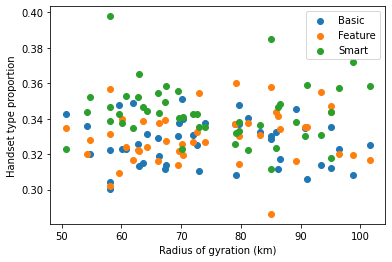 0.40
0.38
0.36
0.34
0.32
0.30
Handset type proportion
50
60
70
80
90
100
Radius of gyration (km)
Basic
Feature
Smart